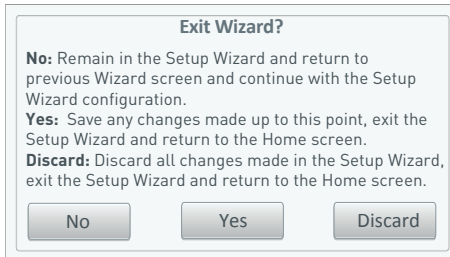 Exit Wizard?
No: Remain in the Setup Wizard and return to
previous Wizard screen and continue with the Setup
Wizard configuration.
Yes: Save any changes made up to this point, exit the
Setup Wizard and return to the Home screen.
Discard: Discard all changes made in the Setup Wizard,
exit the Setup Wizard and return to the Home screen.
No Yes Discard